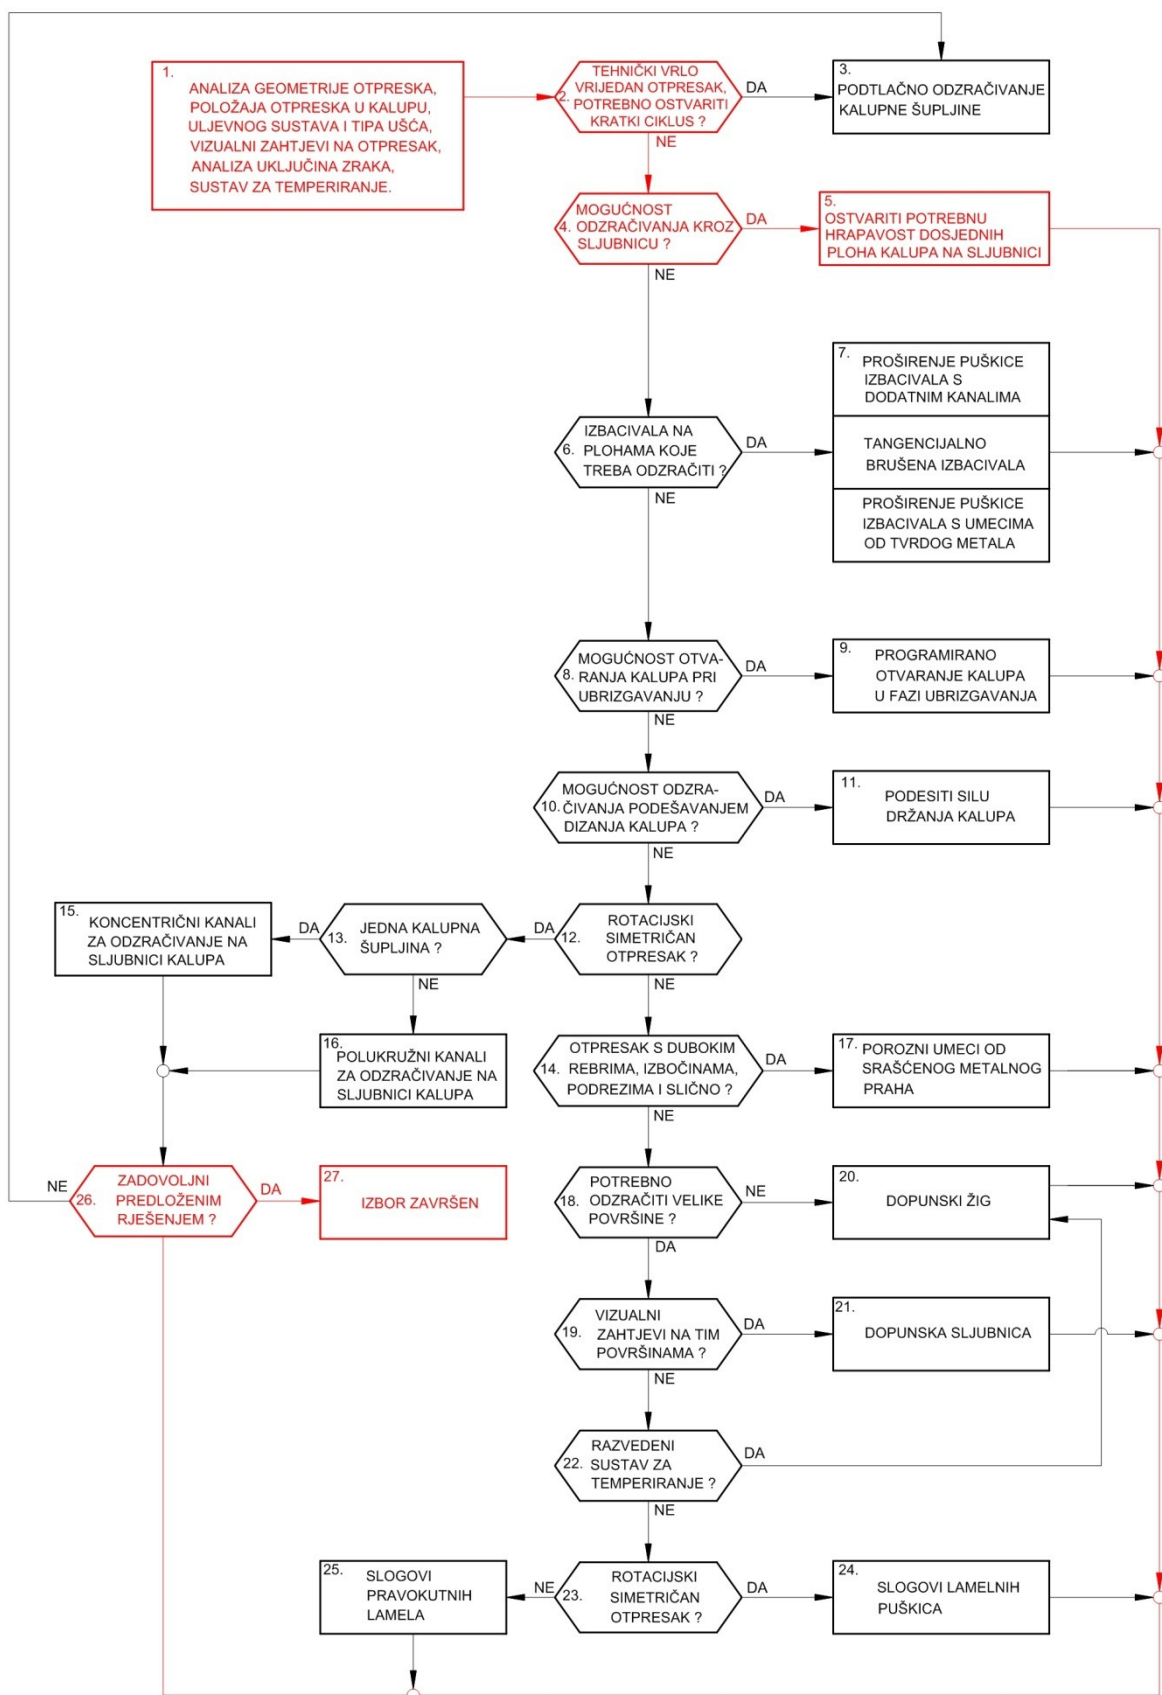 1.
ANALIZA GEOMETRIJE OTPRESKA,
POLOŽAJA OTPRESKA U KALUPU,
ULJEVNOG SUSTAVA I TIPA UŠĆA,
VIZUALNI ZAHTJEVI NA OTPRESAK,
ANALIZA UKLJUČINA ZRAKA,
SUSTAV ZA TEMPERIRANJE.
TEHNIČKI VRLO
VRIJEDAN OTPRESAK,
2. POTREBNO OSTVARITI
KRATKI CIKLUS ?
DA
NE
3.
PODTLAČNO ODZRAČIVANJE
KALUPNE ŠUPLJINE
MOGUĆNOST
4. ODZRAČIVANJA KROZ
SLJUBNICU ?
DA
NE
5.
OSTVARITI POTREBNU
HRAPAVOST DOSJEDNIH
PLOHA KALUPA NA SLJUBNICI
IZBACIVALA NA
6. PLOHAMA KOJE
TREBA ODZRAČITI ?
DA
NE
7.
PROŠIRENJE PUŠKICE
IZBACIVALA S
DODATNIM KANALIMA
TANGENCIJALNO
BRUŠENA IZBACIVALA
PROŠIRENJE PUŠKICE
IZBACIVALA S UMECIMA
OD TVRDOG METALA
MOGUĆNOST OTVA-
8. RANJA KALUPA PRI
UBRIZGAVANJU ?
DA
NE
9.
PROGRAMIRANO
OTVARANJE KALUPA
U FAZI UBRIZGAVANJA
MOGUĆNOST ODZRA-
10. ČIVANJA PODEŠAVANJEM
DIZANJA KALUPA ?
DA
NE
11.
PODESITI SILU
DRŽANJA KALUPA
ROTACIJSKI
12. SIMETRIČAN
OTPRESAK ?
DA
NE
JEDNA KALUPNA
13. ŠUPLJINA ?
DA
NE
15.
KONCENTRIČNI KANALI
ZA ODZRAČIVANJE NA
SLJUBNICI KALUPA
16.
POLUKRUŽNI KANALI
ZA ODZRAČIVANJE NA
SLJUBNICI KALUPA
OTPRESAK S DUBOKIM
14. REBRIMA, IZBOČINAMA,
PODREZIMA I SLIČNO ?
DA
NE
17. POROZNI UMECI OD
SRAŠĆENOG METALNOG
PRAHA
ZADOVOLJNI
26. PREDLOŽENIM
RJEŠENJEM ?
NE
DA
27.
IZBOR ZAVRŠEN
POTREBNO
18. ODZRAČITI VELIKE
POVRŠINE ?
NE
DA
20.
DOPUNSKI ŽIG
VIZUALNI
19. ZAHTJEVI NA TIM
POVRŠINAMA ?
DA
NE
21.
DOPUNSKA SLJUBNICA
RAZVEDENI
22. SUSTAV ZA
TEMPERIRANJE ?
DA
NE
ROTACIJSKI
23. SIMETRIČAN
OTPRESAK ?
NE
DA
25.
SLOGOVI
PRAVOKUTNIH
LAMELA
24.
SLOGOVI LAMELNIH
PUŠKICA